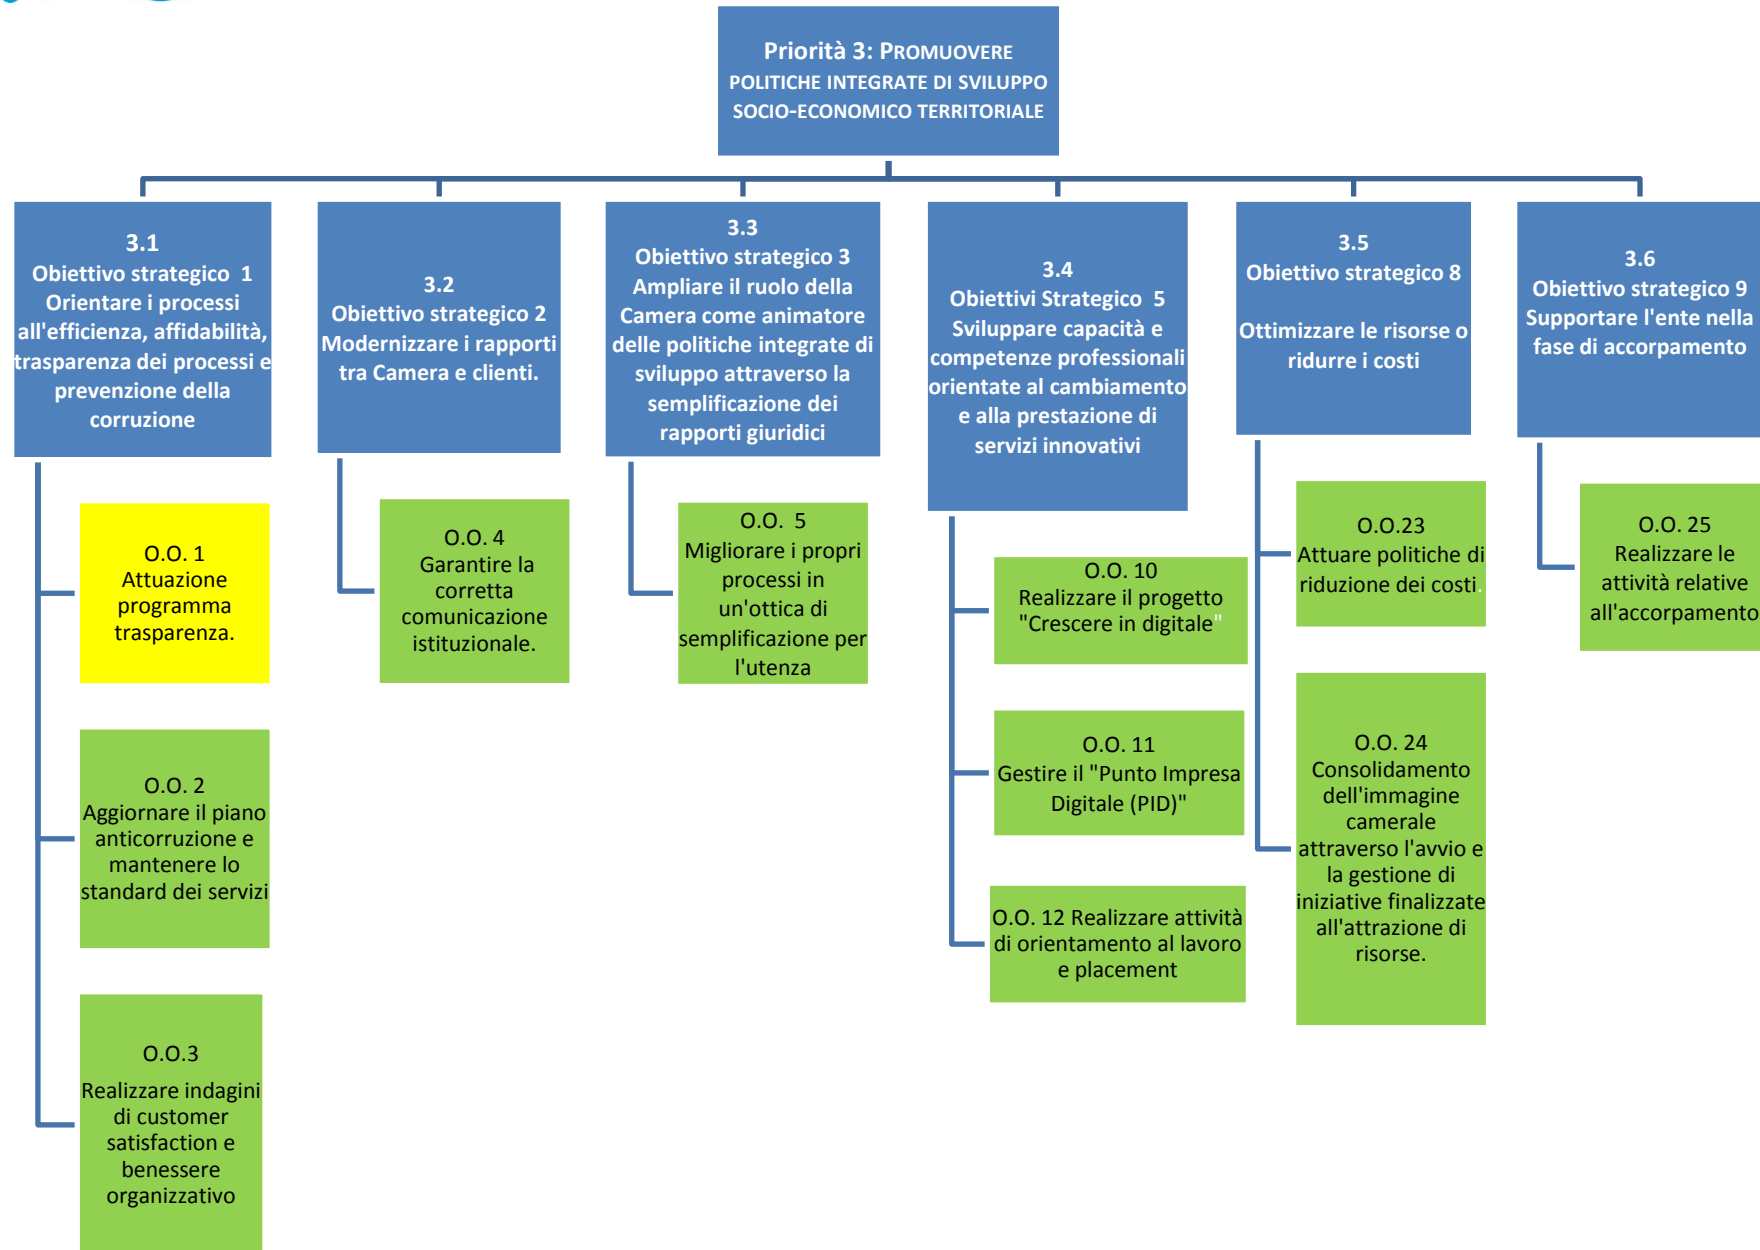 Priorità 3: PROMUOVERE
POLITICHE INTEGRATE DI SVILUPPO
SOCIO-ECONOMICO TERRITORIALE
3.1
Obiettivo strategico 1
Orientare i processi
all'efficienza, affidabilità,
trasparenza dei processi e
prevenzione della
corruzione
O.O. 1
Attuazione
programma
trasparenza.
O.O. 2
Aggiornare il piano
anticorruzione e
mantenere lo
standard dei servizi
O.O.3
Realizzare indagini
di customer
satisfaction e
benessere
organizzativo
3.2
Obiettivo strategico 2
Modernizzare i rapporti
tra Camera e clienti.
O.O. 4
Garantire la
corretta
comunicazione
istituzionale.
3.3
Obiettivo strategico 3
Ampliare il ruolo della
Camera come animatore
delle politiche integrate di
sviluppo attraverso la
semplificazione dei
rapporti giuridici
O.O. 5
Migliorare i propri
processi in
un'ottica di
semplificazione per
l'utenza
3.4
Obiettivi Strategico 5
Sviluppare capacità e
competenze professionali
orientate al cambiamento
e alla prestazione di
servizi innovativi
O.O. 10
Realizzare il progetto
"Crescere in digitale"
O.O. 11
Gestire il "Punto Impresa
Digitale (PID)"
O.O. 12 Realizzare attività
di orientamento al lavoro
e placement
3.5
Obiettivo strategico 8
Ottimizzare le risorse o
ridurre i costi
O.O.23
Attuare politiche di
riduzione dei costi.
O.O. 24
Consolidamento
dell'immagine
camerale
attraverso l'avvio e
la gestione di
iniziative finalizzate
all'attrazione di
risorse.
3.6
Obiettivo strategico 9
Supportare l'ente nella
fase di accorpamento
O.O. 25
Realizzare le
attività relative
all'accorpamento